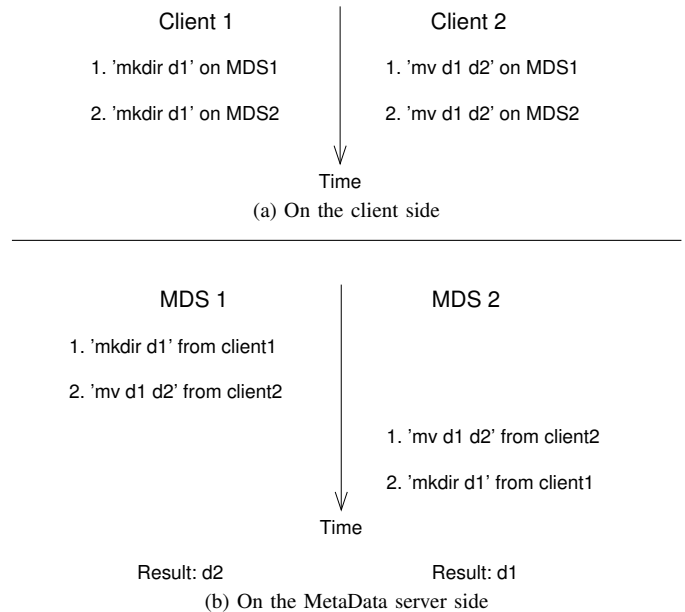 Client 1
Client 2
1. ’mkdir d1’ on MDS1
1. ’mv d1 d2’ on MDS1
2. ’mkdir d1’ on MDS2
2. ’mv d1 d2’ on MDS2
Time
(a) On the client side
MDS 1
MDS 2
1. ’mkdir d1’ from client1
2. ’mv d1 d2’ from client2
1. ’mv d1 d2’ from client2
2. ’mkdir d1’ from client1
Time
Result: d2
Result: d1
(b) On the MetaData server side